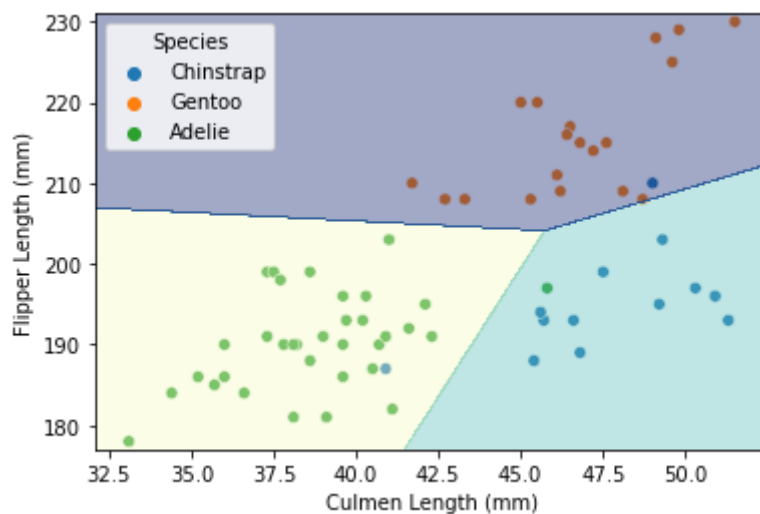 Species
Chinstrap
Gentoo
Adelie
230
220
210
200
190
180
Flipper Length (mm)
32.5 35.0 37.5 40.0 42.5 45.0 47.5 50.0
Culmen Length (mm)